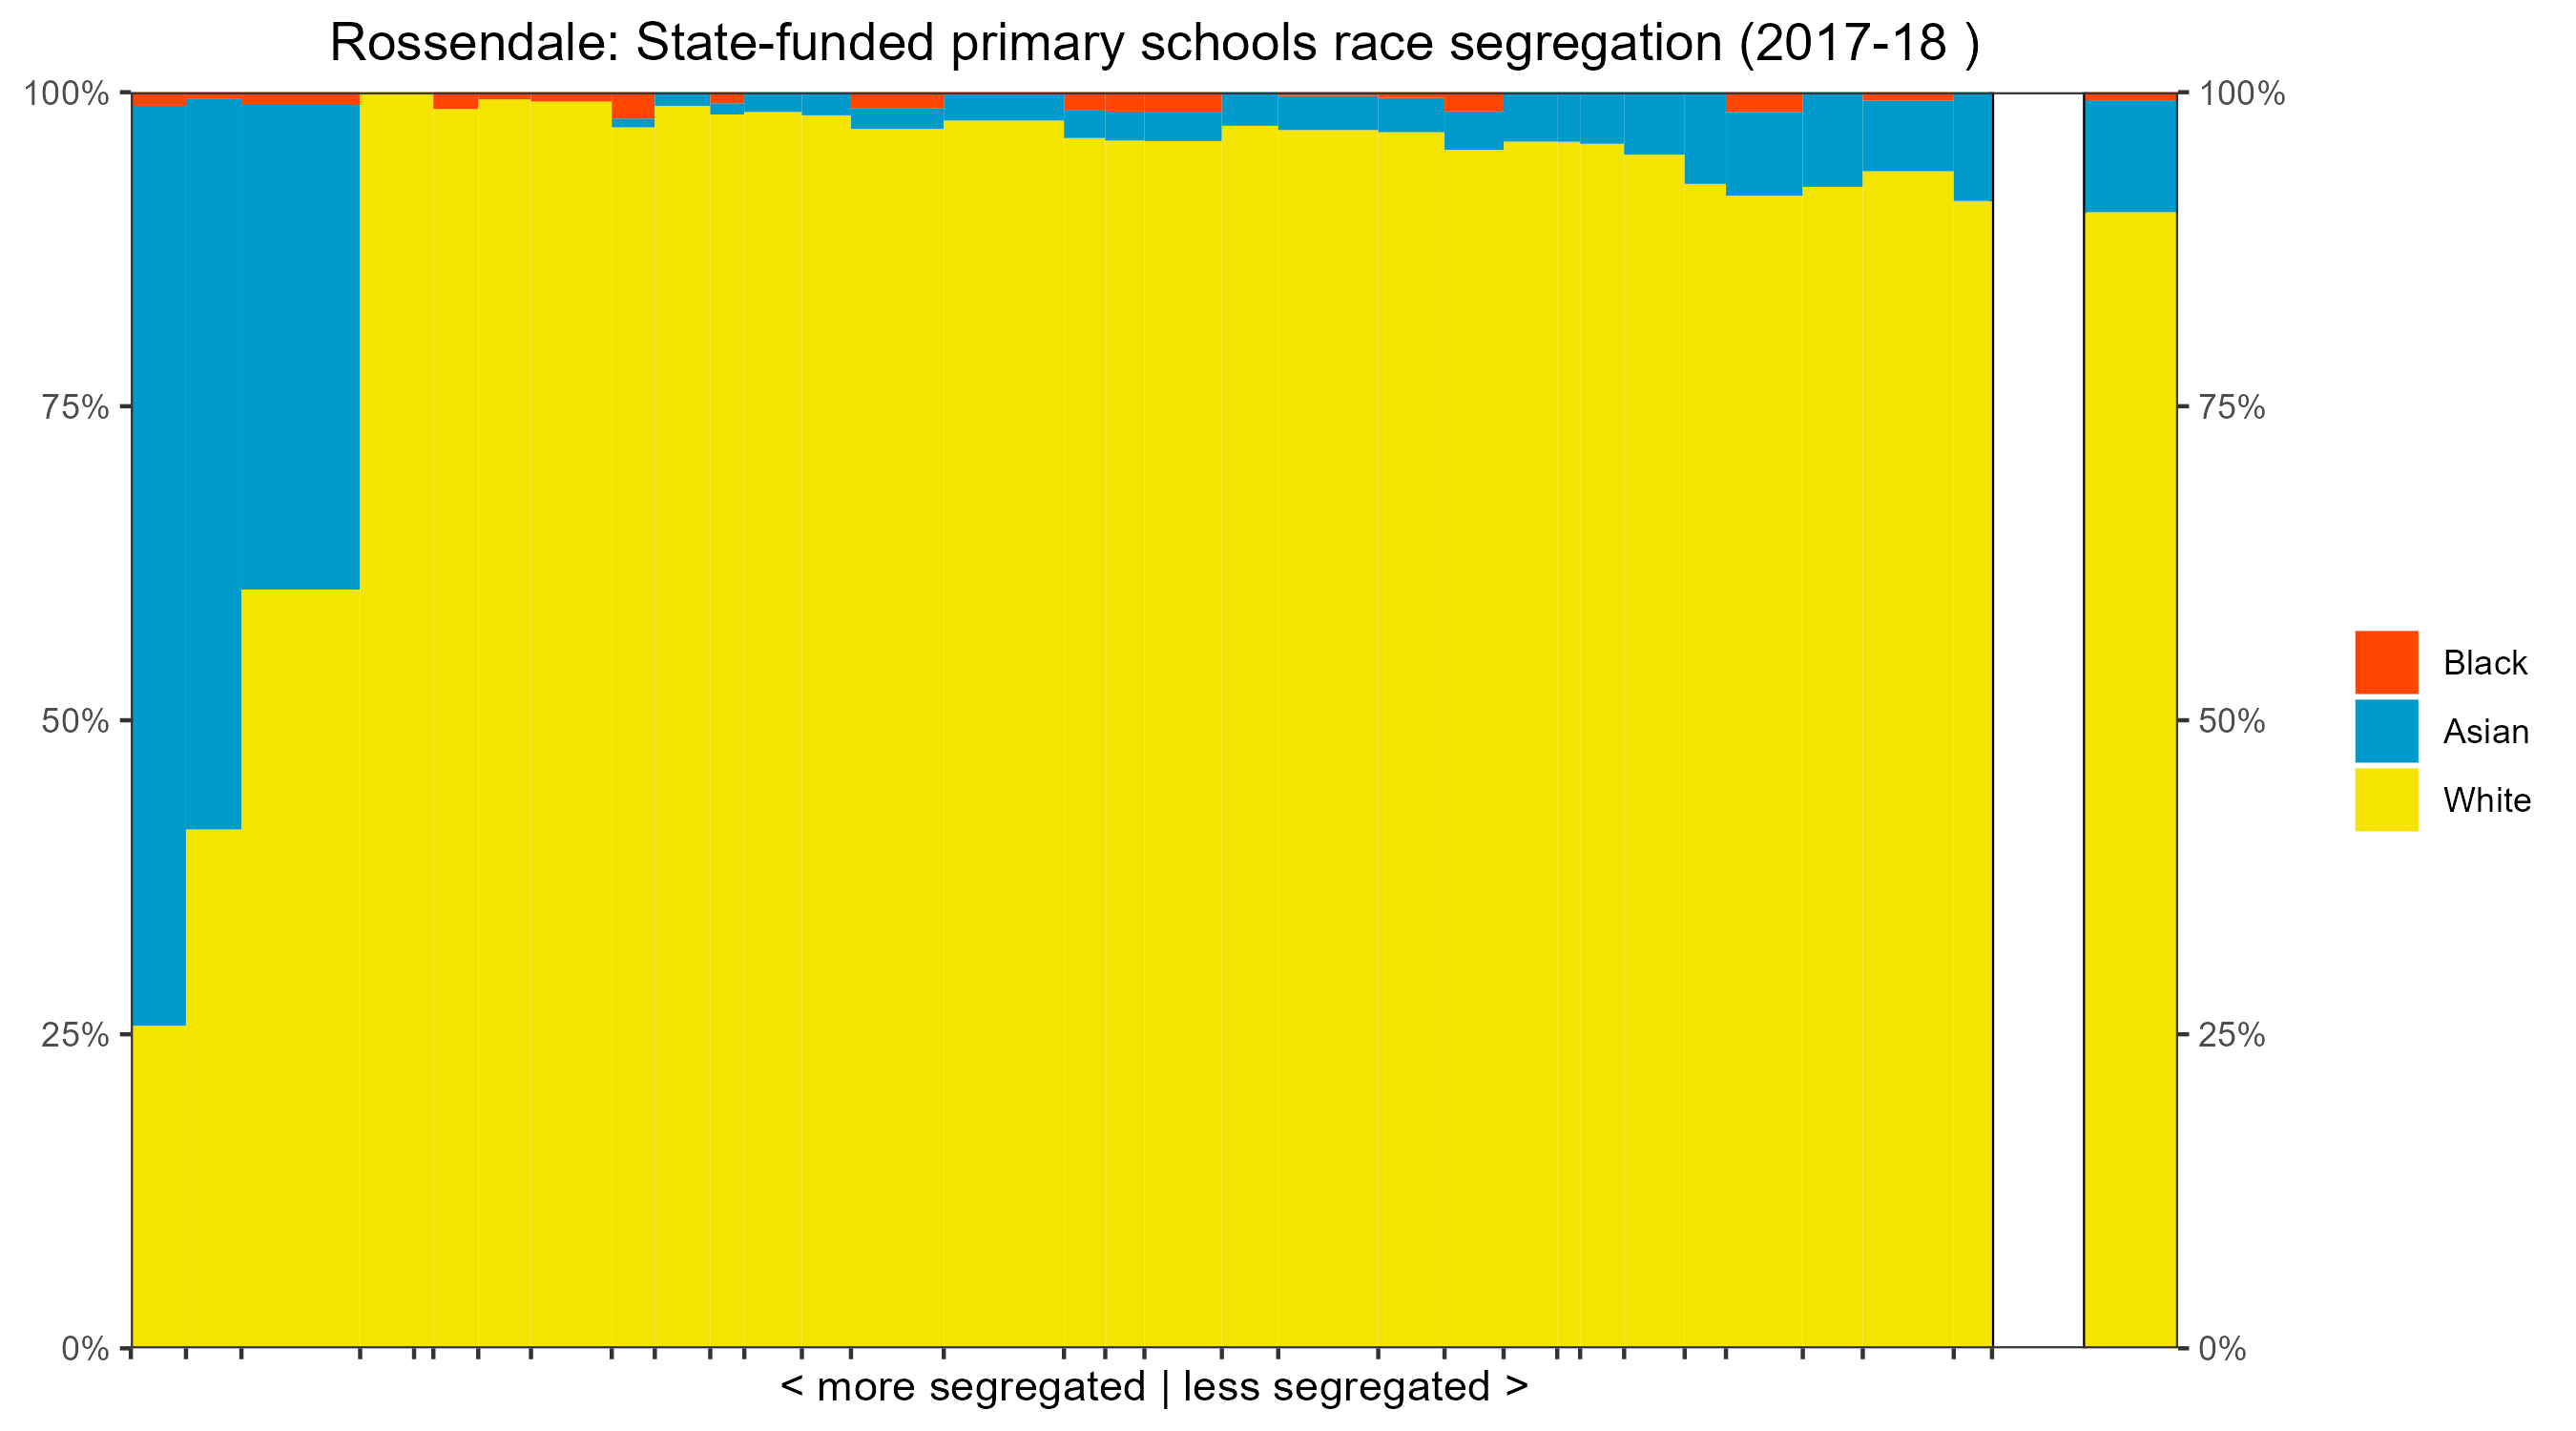 Rossendale: State-funded primary schools race segregation (2017-18 )
100%
75%
50%
25%
0%
100%
75%
50%
25%
0%
Black
Asian
White
< more segregated | less segregated >